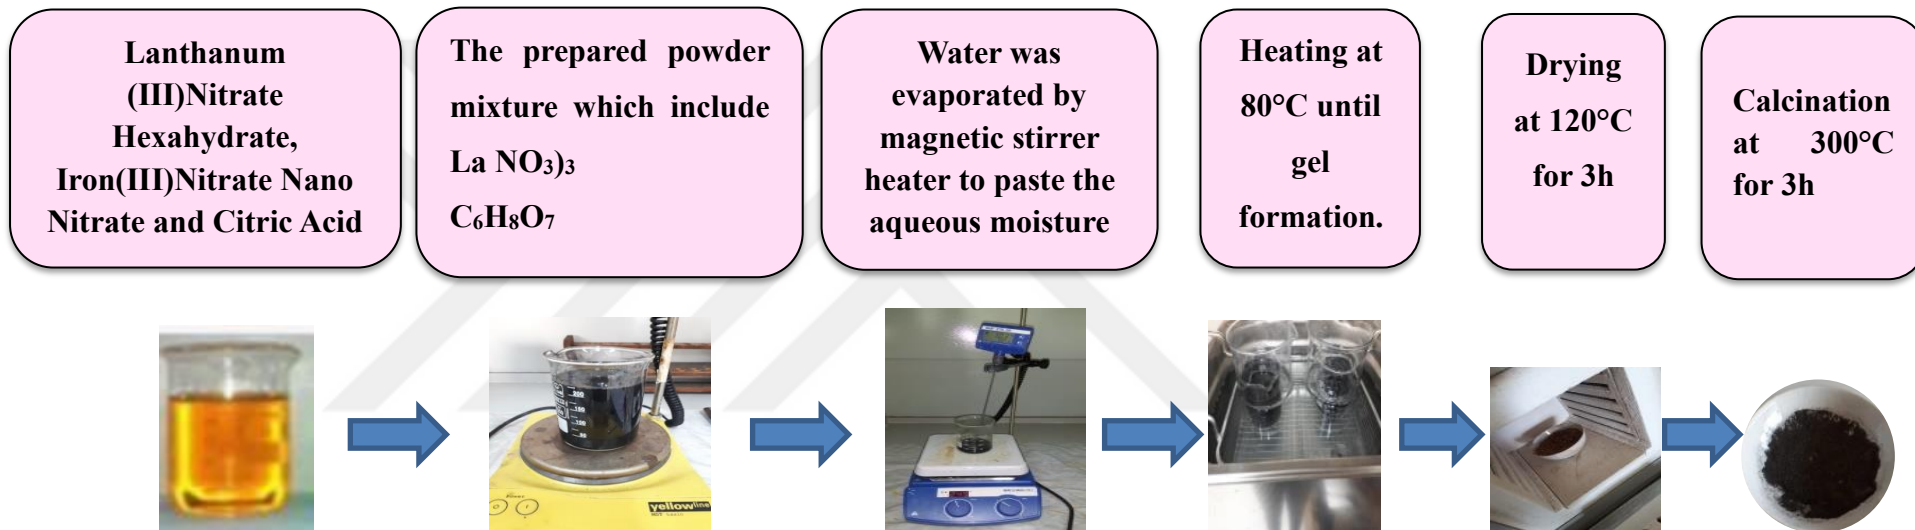 Lanthanum
(III)Nitrate
Hexahydrate,
Iron(III)Nitrate Nano
Nitrate and Citric Acid
The prepared powder
mixture which include
La NO₃)₃
C₆H₈O₇
Water was
evaporated by
magnetic stirrer
heater to paste the
aqueous moisture
Heating at
80°C until
gel
formation.
Drying
at 120°C
for 3h
Calcination
at 300°C
for 3h
yellowline